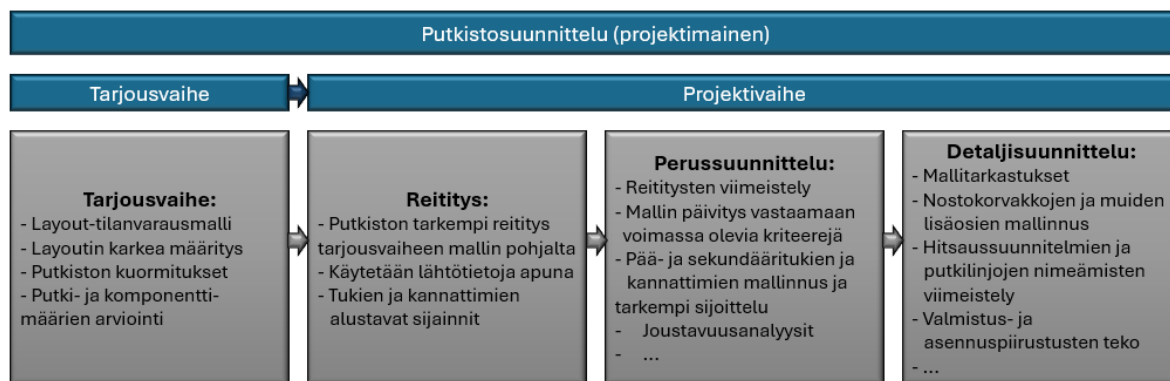 Putkistosuunnittelu (projektimainen)
Tarjousvaihe
Projektivaihe
Tarjousvaihe:
- Layout-tilanvarausmalli
- Layoutin karkea määritys
- Putkiston kuormitukset
- Putki- ja komponentti-
määrien arviointi
Reititys:
- Putkiston tarkempi reititys
tarjousvaiheen mallin pohjalta
- Käytetään lähtötietoja apuna
- Tukien ja kannattimien
alustavat sijainnit
Perussuunnittelu:
- Reititysten viimeistely
- Mallin päivitys vastaamaan
voimassa olevia kriteerejä
- Pää- ja sekundääritukien ja
kannattimien mallinnus ja
tarkempi sijoittelu
- Joustavuusanalyysit
- ...
Detaljisuunnittelu:
- Mallitarkastukset
- Nostokorvakkojen ja muiden
lisäosien mallinnus
- Hitsaussuunnitelmien ja
putkilinjojen nimeämisten
viimeistely
- Valmistus- ja
asennuspiirustusten teko
- ...